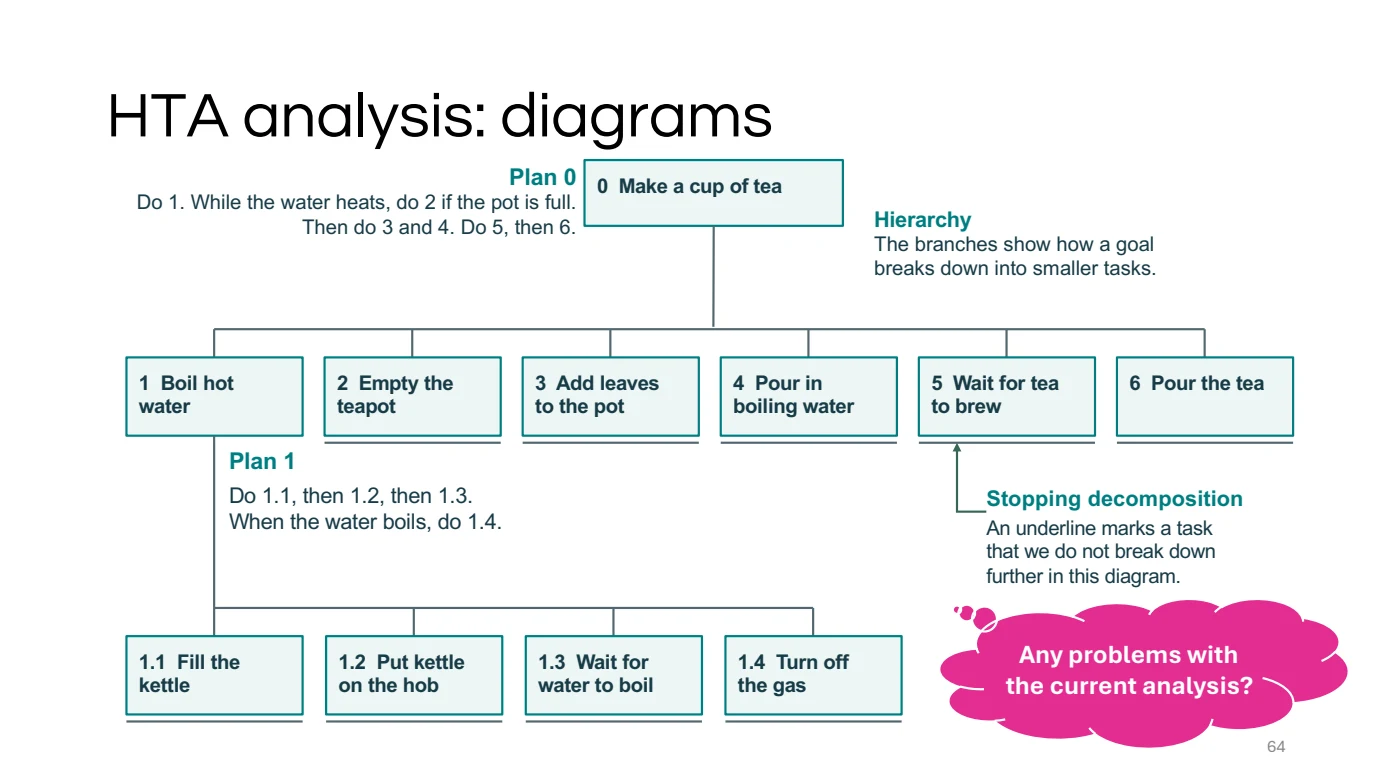 HTA analysis: diagrams
Plan 0
Do 1. While the water heats, do 2 if the pot is full.
Then do 3 and 4. Do 5, then 6.
0 Make a cup of tea
Hierarchy
The branches show how a goal
breaks down into smaller tasks.
1 Boil hot
water
2 Empty the
teapot
3 Add leaves
to the pot
4 Pour in
boiling water
5 Wait for tea
to brew
6 Pour the tea
Plan 1
Do 1.1, then 1.2, then 1.3.
When the water boils, do 1.4.
Stopping decomposition
An underline marks a task
that we do not break down
further in this diagram.
1.1 Fill the
kettle
1.2 Put kettle
on the hob
1.3 Wait for
water to boil
1.4 Turn off
the gas
Any problems with
the current analysis?
64